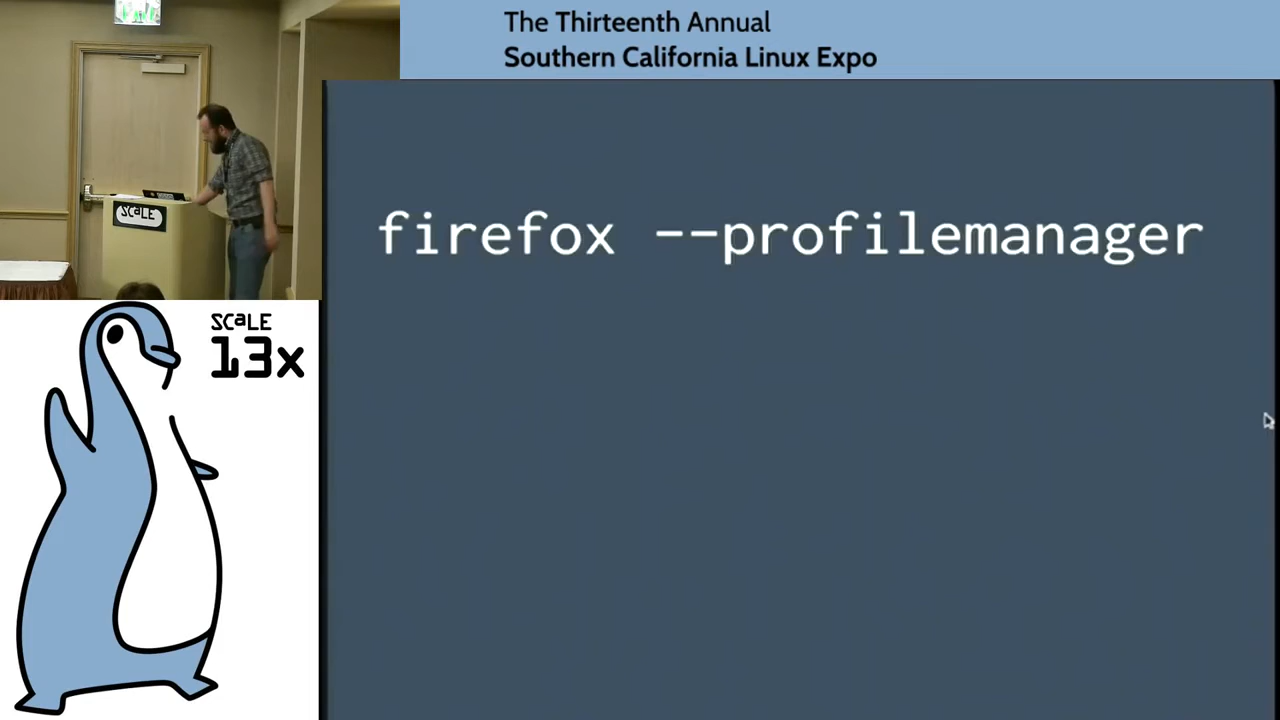 The Thirteenth Annual
Southern California Linux Expo
firefox --profilemanager
SCaLE
SCaLE
13x